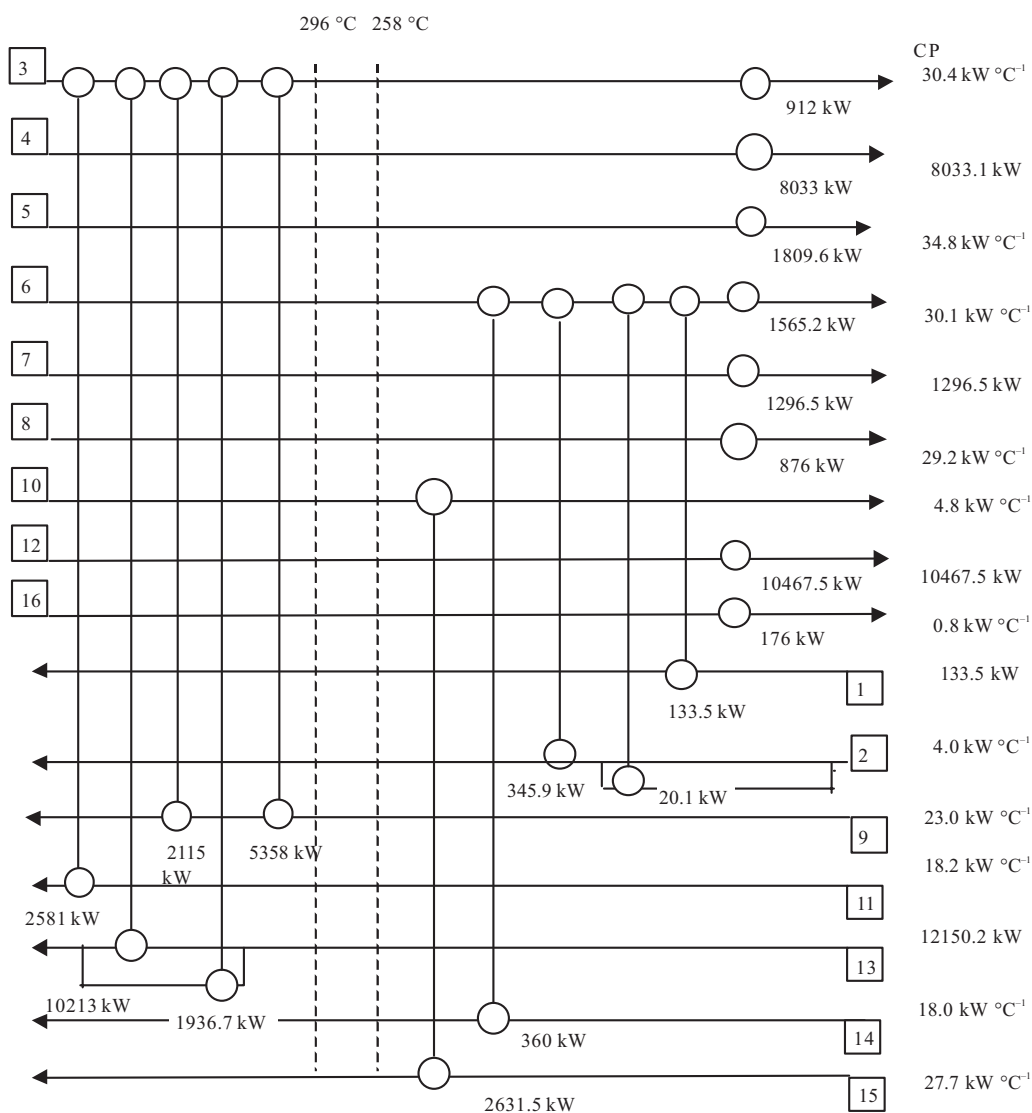 296 °C 258 °C
CP
3
30.4 kW °C⁻¹
912 kW
4
8033.1 kW
8033 kW
5
34.8 kW °C⁻¹
1809.6 kW
6
30.1 kW °C⁻¹
1565.2 kW
7
1296.5 kW
1296.5 kW
8
29.2 kW °C⁻¹
876 kW
10
4.8 kW °C⁻¹
12
10467.5 kW
10467.5 kW
16
0.8 kW °C⁻¹
176 kW
133.5 kW
1
133.5 kW
4.0 kW °C⁻¹
2
345.9 kW
20.1 kW
23.0 kW °C⁻¹
9
2115
kW
5358 kW
18.2 kW °C⁻¹
11
2581 kW
12150.2 kW
13
10213 kW
1936.7 kW
18.0 kW °C⁻¹
14
360 kW
27.7 kW °C⁻¹
15
2631.5 kW